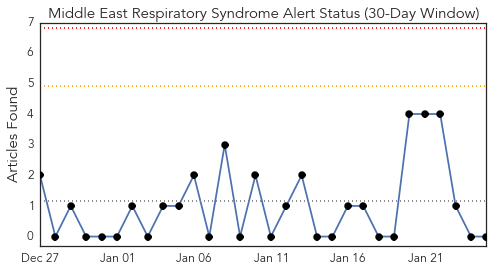 Middle East Respiratory Syndrome Alert Status (30-Day Window)
Articles Found
7
6
5
4
3
2
1
0
Dec 27 Jan 01 Jan 06 Jan 11 Jan 16 Jan 21